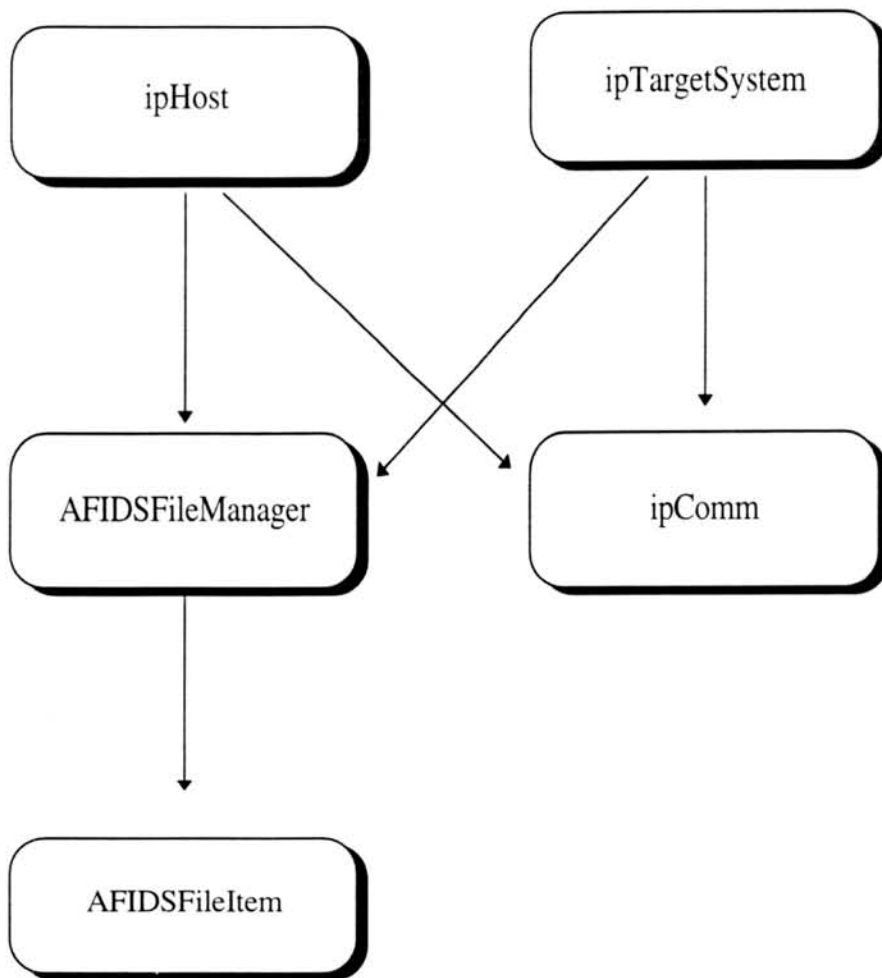 ipHost
ipTargetSystem
AFIDSFileManager
ipComm
AFIDSFileItem